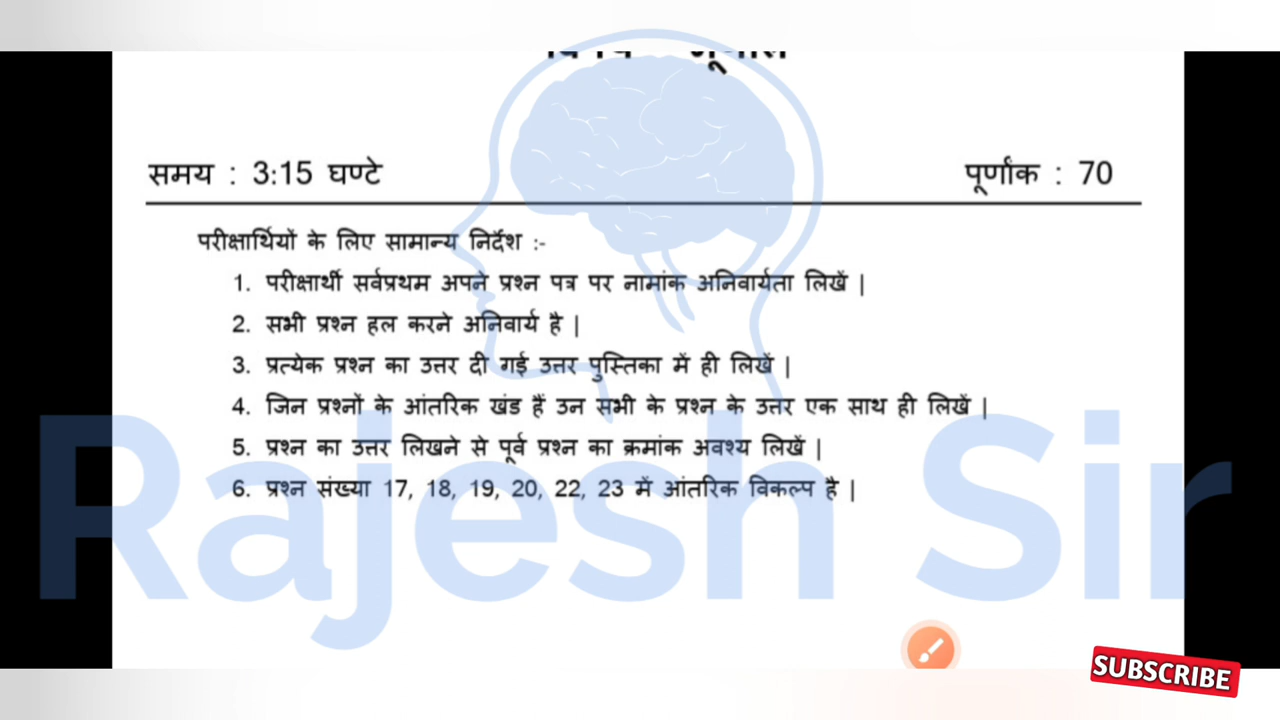 समय : 3:15 घण्टे
पूर्णांक : 70
परीक्षार्थियों के लिए सामान्य निर्देश :-
1. परीक्षार्थी सर्वप्रथम अपने प्रश्न पत्र पर नामांक अनिवार्यता लिखें |
2. सभी प्रश्न हल करने अनिवार्य है |
3. प्रत्येक प्रश्न का उत्तर दी गई उत्तर पुस्तिका में ही लिखें |
4. जिन प्रश्नों के आंतरिक खंड हैं उन सभी के प्रश्न के उत्तर एक साथ ही लिखें |
5. प्रश्न का उत्तर लिखने से पूर्व प्रश्न का क्रमांक अवश्य लिखें |
6. प्रश्न संख्या 17, 18, 19, 20, 22, 23 में आंतरिक विकल्प है |
Rajesh Sir
SUBSCRIBE